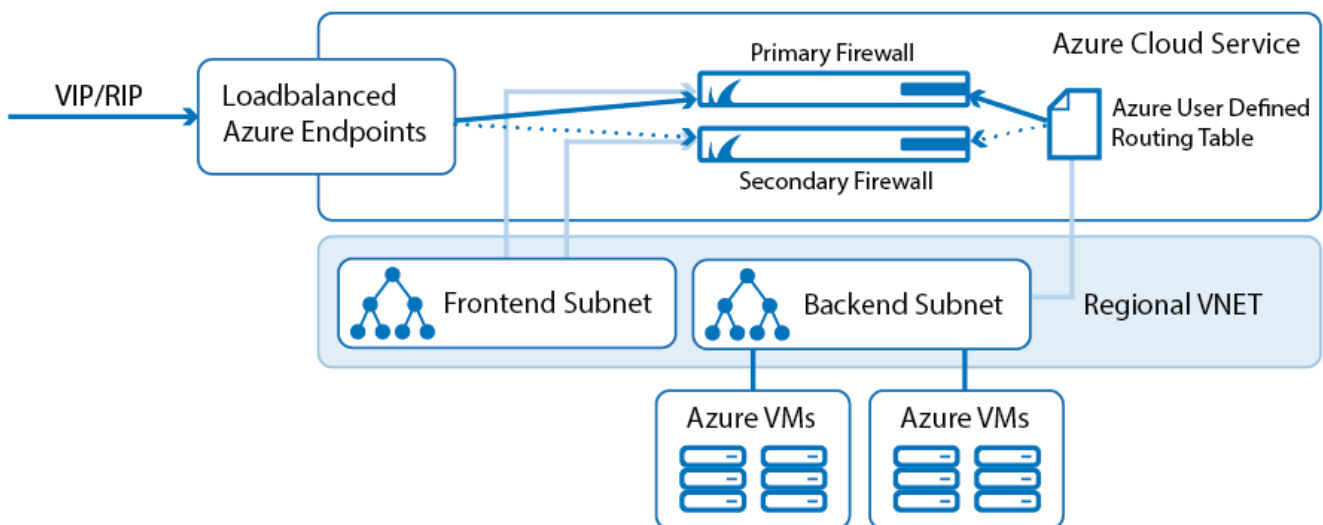 Azure Cloud Service
Primary Firewall
VIP/RIP
Loadbalanced
Azure Endpoints
Azure User Defined
Routing Table
Secondary Firewall
Frontend Subnet
Backend Subnet
Regional VNET
Azure VMs
Azure VMs